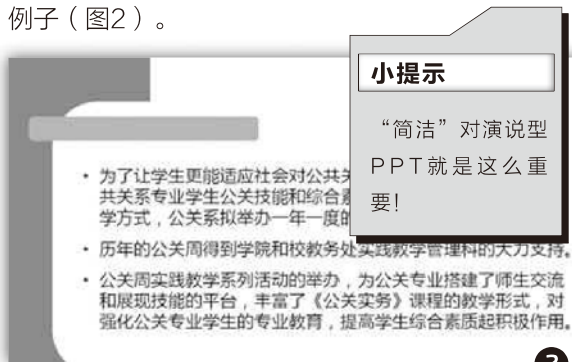 例子（图2）。
小提示
“简洁”对演说型
PPT就是这么重
要！
• 为了让学生更能适应社会对公共
共关系专业学生公关技能和综合
学方式，公关系拟举办一年一度的
• 历年的公关周得到学院和校教务处实践教学管理科的大力支持。
• 公关周实践教学系列活动的举办，为公关专业搭建了师生交流
和展现技能的平台，丰富了《公关实务》课程的教学形式，对
强化公关专业学生的专业教育，提高学生综合素质起积极作用。